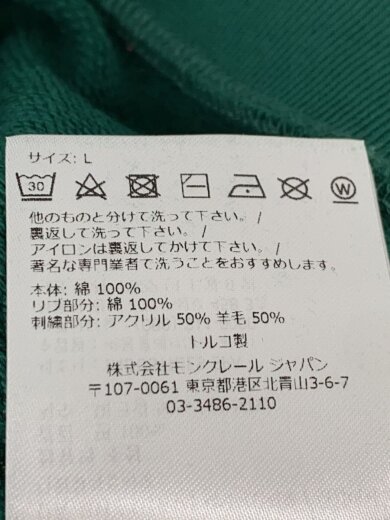 サイズ: L
30 W
他のものと分けて洗って下さい。/
裏返して洗って下さい。/
アイロンは裏返してかけて下さい。/
著名な専門業者で洗うことをおすすめします。
本体: 綿 100%
リブ部分: 綿 100%
刺繍部分: アクリル 50% 羊毛 50%
トルコ製
株式会社モンクレール ジャパン
〒107-0061 東京都港区北青山3-6-7
03-3486-2110